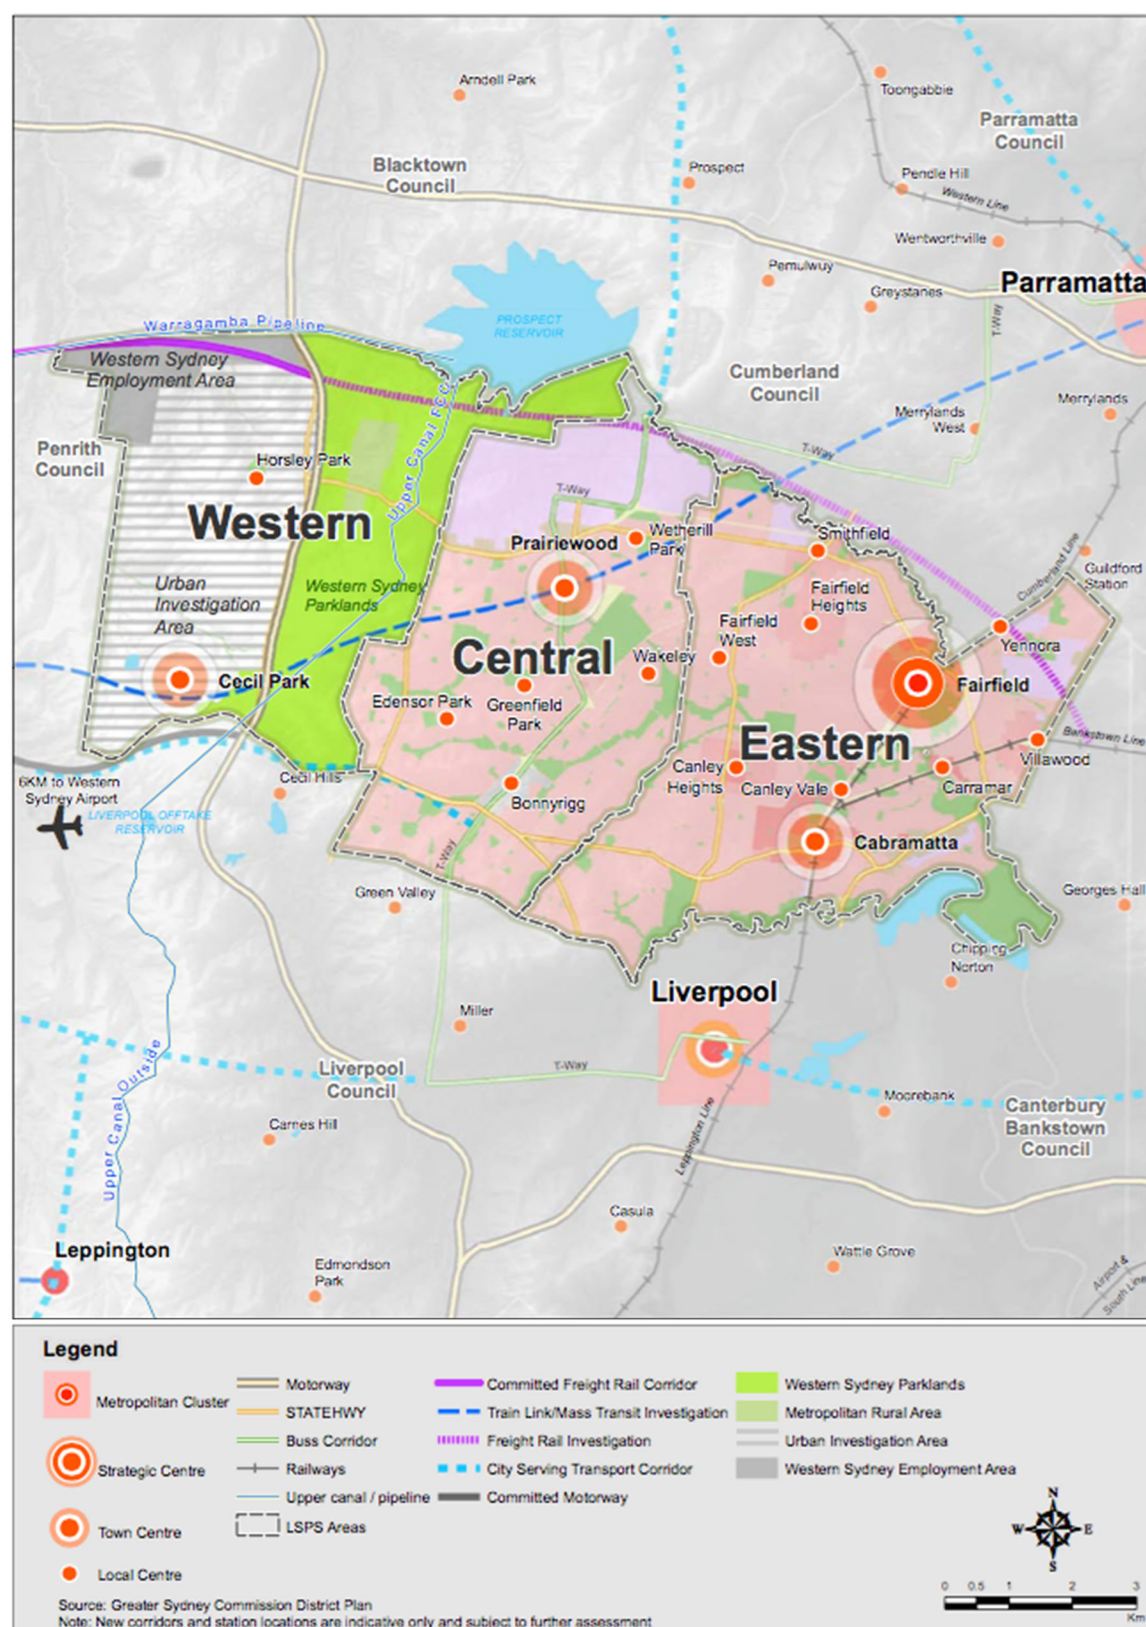 Arndell Park
Toongabbie
Parramatta
Council
Blacktown
Council
Prospect
Pendle Hill
Western Line
Wentworthville
Pemulwuy
Parramatta
Greystanes
T-Way
Warragamba Pipeline
PROSPECT
RESERVOIR
Western Sydney
Employment Area
Cumberland
Council
Merrylands
Merrylands
West
Penrith
Council
Upper Canal FCC
T-Way
Horsley Park
T-Way
Western
Prairiewood
Wetherill
Park
Smithfield
Cumberland Line
Guildford
Station
Urban
Investigation
Area
Western Sydney
Parklands
Fairfield
Heights
Fairfield
West
Central
Wakeley
Yennora
Cecil Park
Fairfield
Edensor Park
Greenfield
Park
Eastern
Bankstown Line
Villawood
Canley
Heights
Canley Vale
Carramar
Cecil Hills
6KM to Western
Sydney Airport
Bonnyrigg
LIVERPOOL OFFTAKE
RESERVOIR
Cabramatta
T-Way
Green Valley
Georges Hall
Chipping
Norton
Liverpool
Miller
Upper Canal Outside
Liverpool
Council
T-Way
Moorebank
Canterbury
Bankstown
Council
Leppington Line
Carnes Hill
Casula
Leppington
Wattle Grove
Edmondson
Park
Airport &
South Line
Legend
Metropolitan Cluster
Strategic Centre
Town Centre
Local Centre
Motorway
STATEHWY
Buss Corridor
Railways
Upper canal / pipeline
LSPS Areas
Committed Freight Rail Corridor
Train Link/Mass Transit Investigation
Freight Rail Investigation
City Serving Transport Corridor
Committed Motorway
Western Sydney Parklands
Metropolitan Rural Area
Urban Investigation Area
Western Sydney Employment Area
N
W
E
S
0 0.5 1 2 3
Km
Source: Greater Sydney Commission District Plan
Note: New corridors and station locations are indicative only and subject to further assessment